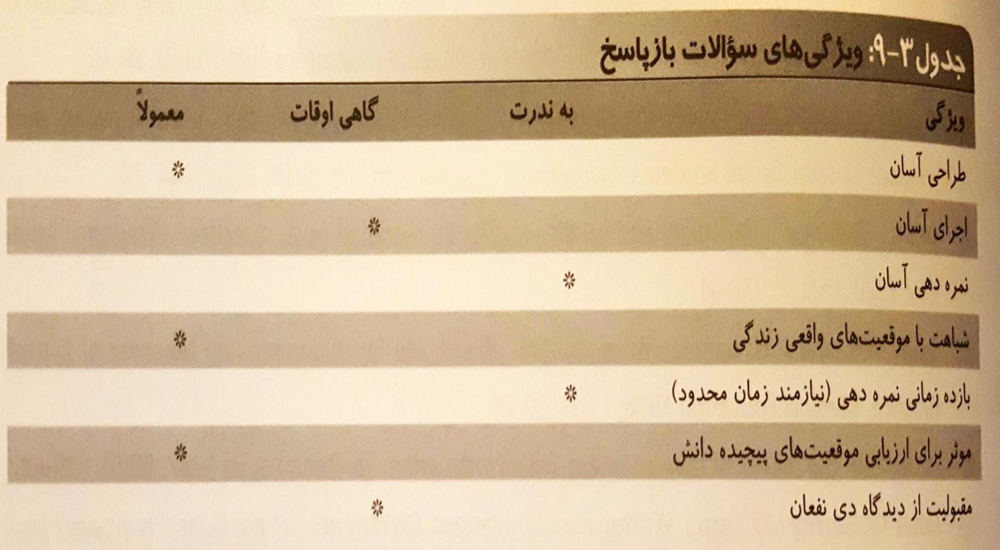 جدول ۳-۹: ویژگی‌های سؤالات بازپاسخ
ویژگی به ندرت گاهی اوقات معمولاً
طراحی آسان *
اجرای آسان *
نمره دهی آسان *
شباهت با موقعیت‌های واقعی زندگی *
بازده زمانی نمره دهی (نیازمند زمان محدود) *
موثر برای ارزیابی موقعیت‌های پیچیده دانش *
مقبولیت از دیدگاه دی نفعان *